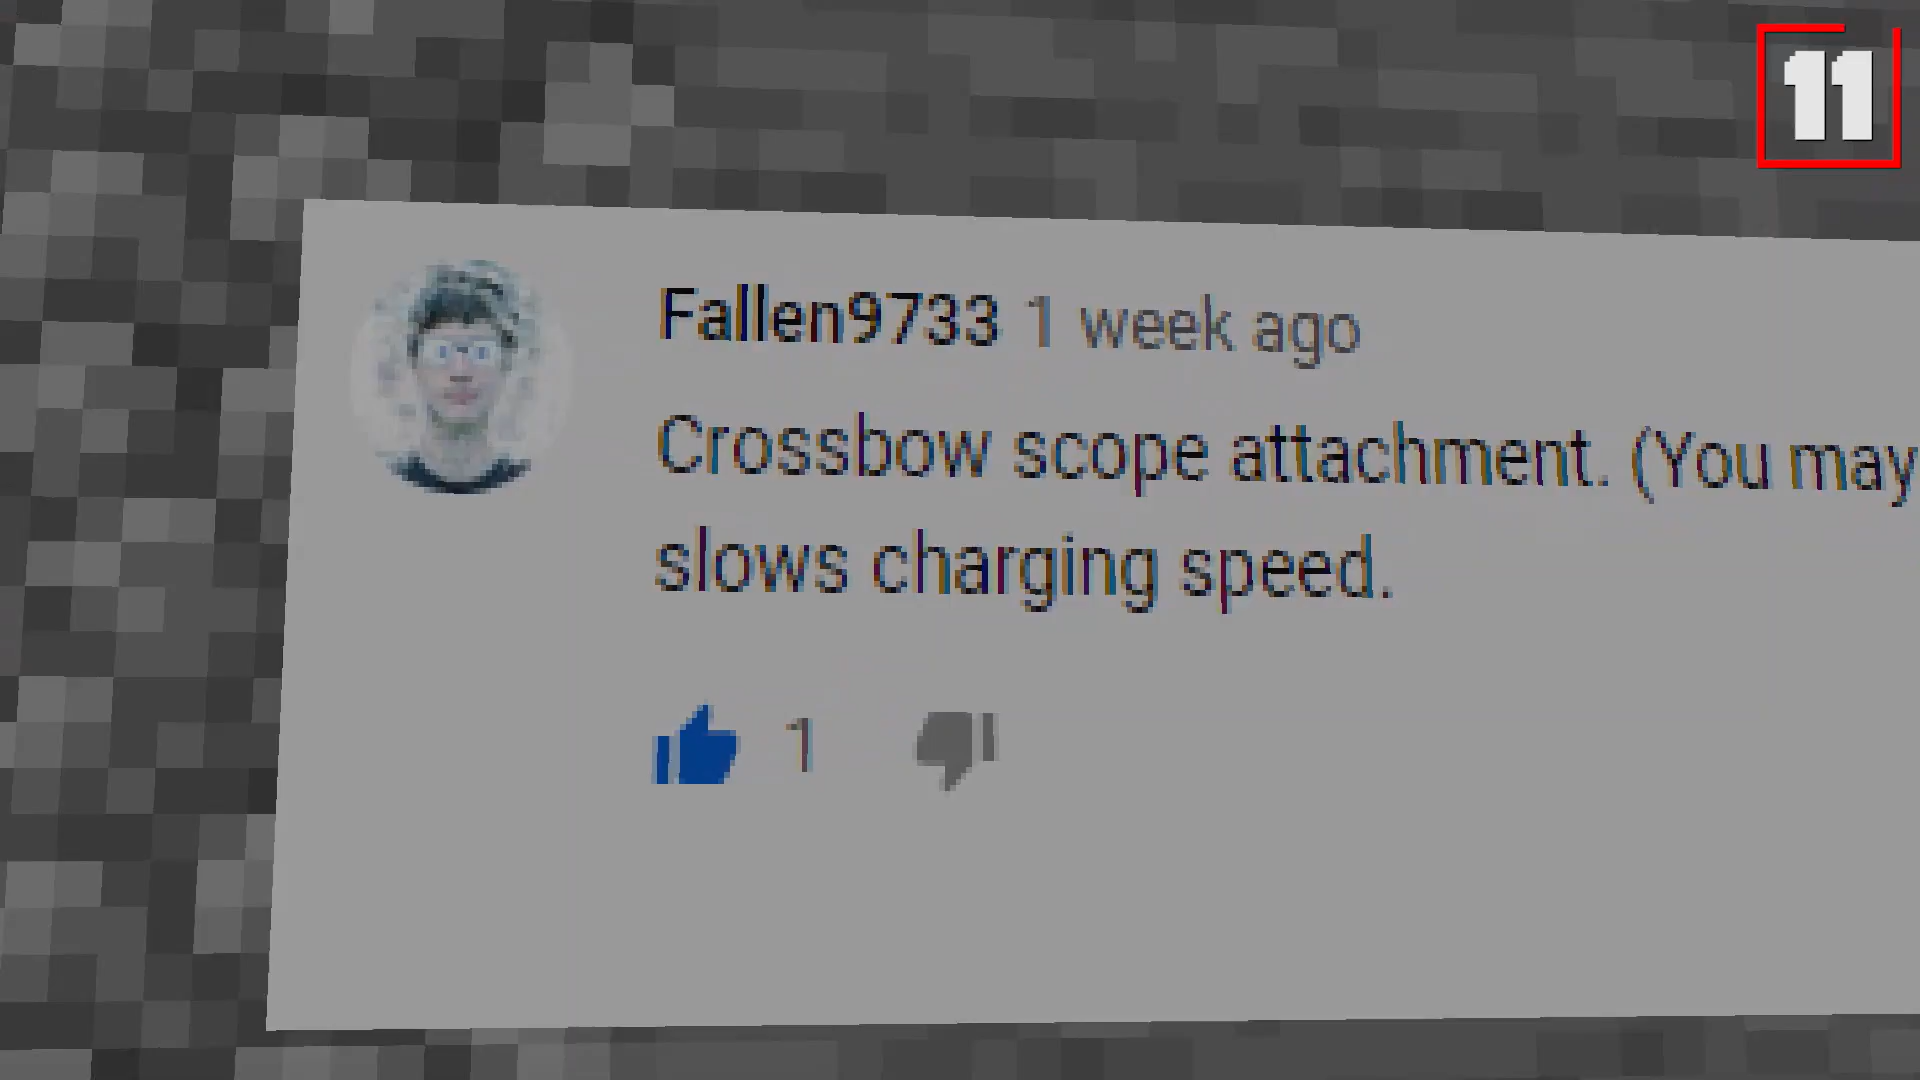 11
Fallen9733 1 week ago
Crossbow scope attachment. (You may
slows charging speed.
1